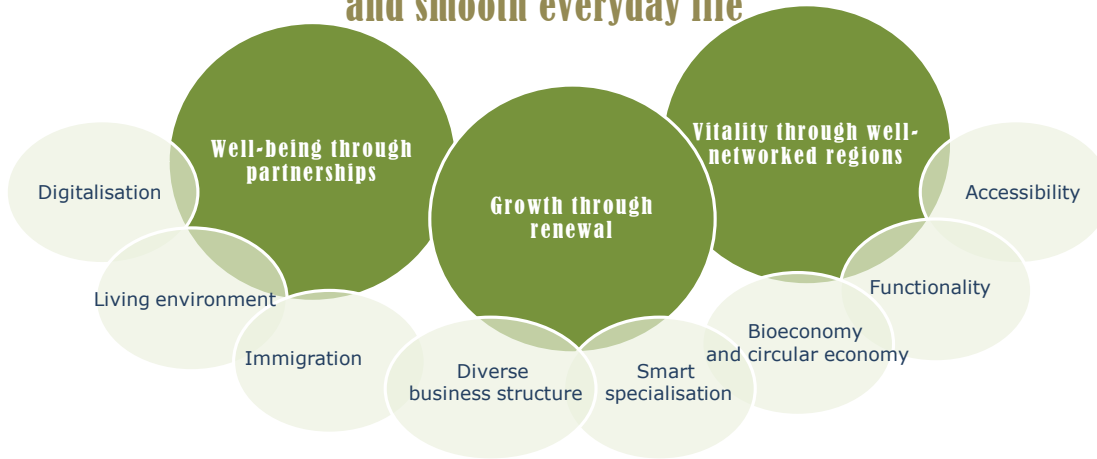 and smooth everyday life
Well-being through
partnerships
Growth through
renewal
Vitality through well-
networked regions
Digitalisation
Living environment
Immigration
Diverse
business structure
Smart
specialisation
Bioeconomy
and circular economy
Functionality
Accessibility